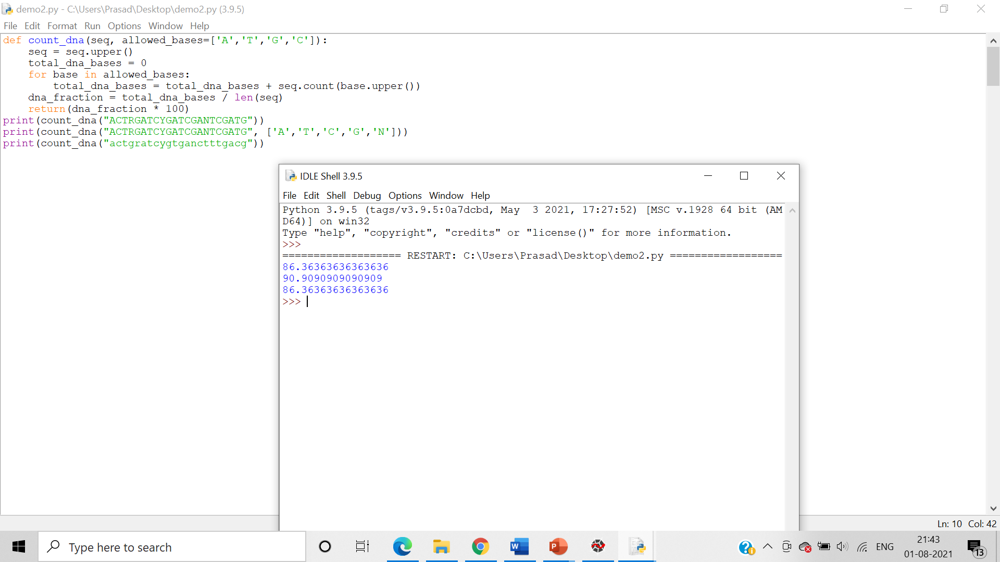 demo2.py - C:\Users\Prasad\Desktop\demo2.py (3.9.5)
File Edit Format Run Options Window Help
def count_dna(seq, allowed_bases=['A','T','G','C']):
    seq = seq.upper()
    total_dna_bases = 0
    for base in allowed_bases:
        total_dna_bases = total_dna_bases + seq.count(base.upper())
    dna_fraction = total_dna_bases / len(seq)
    return(dna_fraction * 100)
print(count_dna("ACTRGATCYGATCGANTCGATG"))
print(count_dna("ACTRGATCYGATCGANTCGATG", ['A','T','C','G','N']))
print(count_dna("actgratcygtganctttgacg"))
IDLE Shell 3.9.5
File Edit Shell Debug Options Window Help
Python 3.9.5 (tags/v3.9.5:0a7dcbd, May  3 2021, 17:27:52) [MSC v.1928 64 bit (AM
D64)] on win32
Type "help", "copyright", "credits" or "license()" for more information.
>>>
=================== RESTART: C:\Users\Prasad\Desktop\demo2.py ==================
86.36363636363636
90.9090909090909
86.36363636363636
>>>
Ln: 10 Col: 42
Type here to search
W
P
ENG
21:43
01-08-2021
13